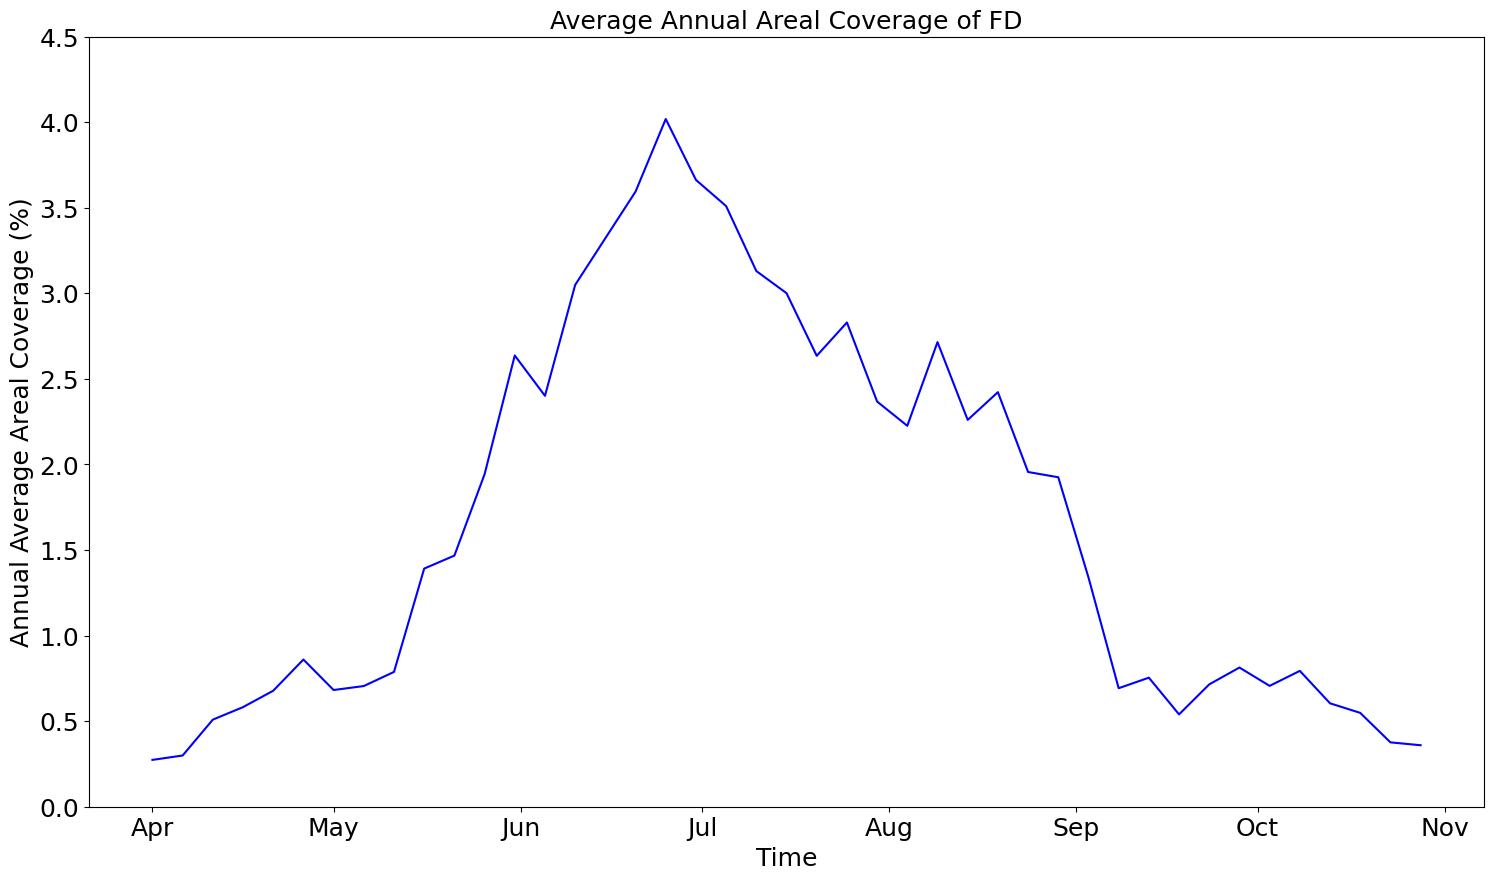 Average Annual Areal Coverage of FD
Annual Average Areal Coverage (%)
4.5
4.0
3.5
3.0
2.5
2.0
1.5
1.0
0.5
0.0
Apr May Jun Jul Aug Sep Oct Nov
Time